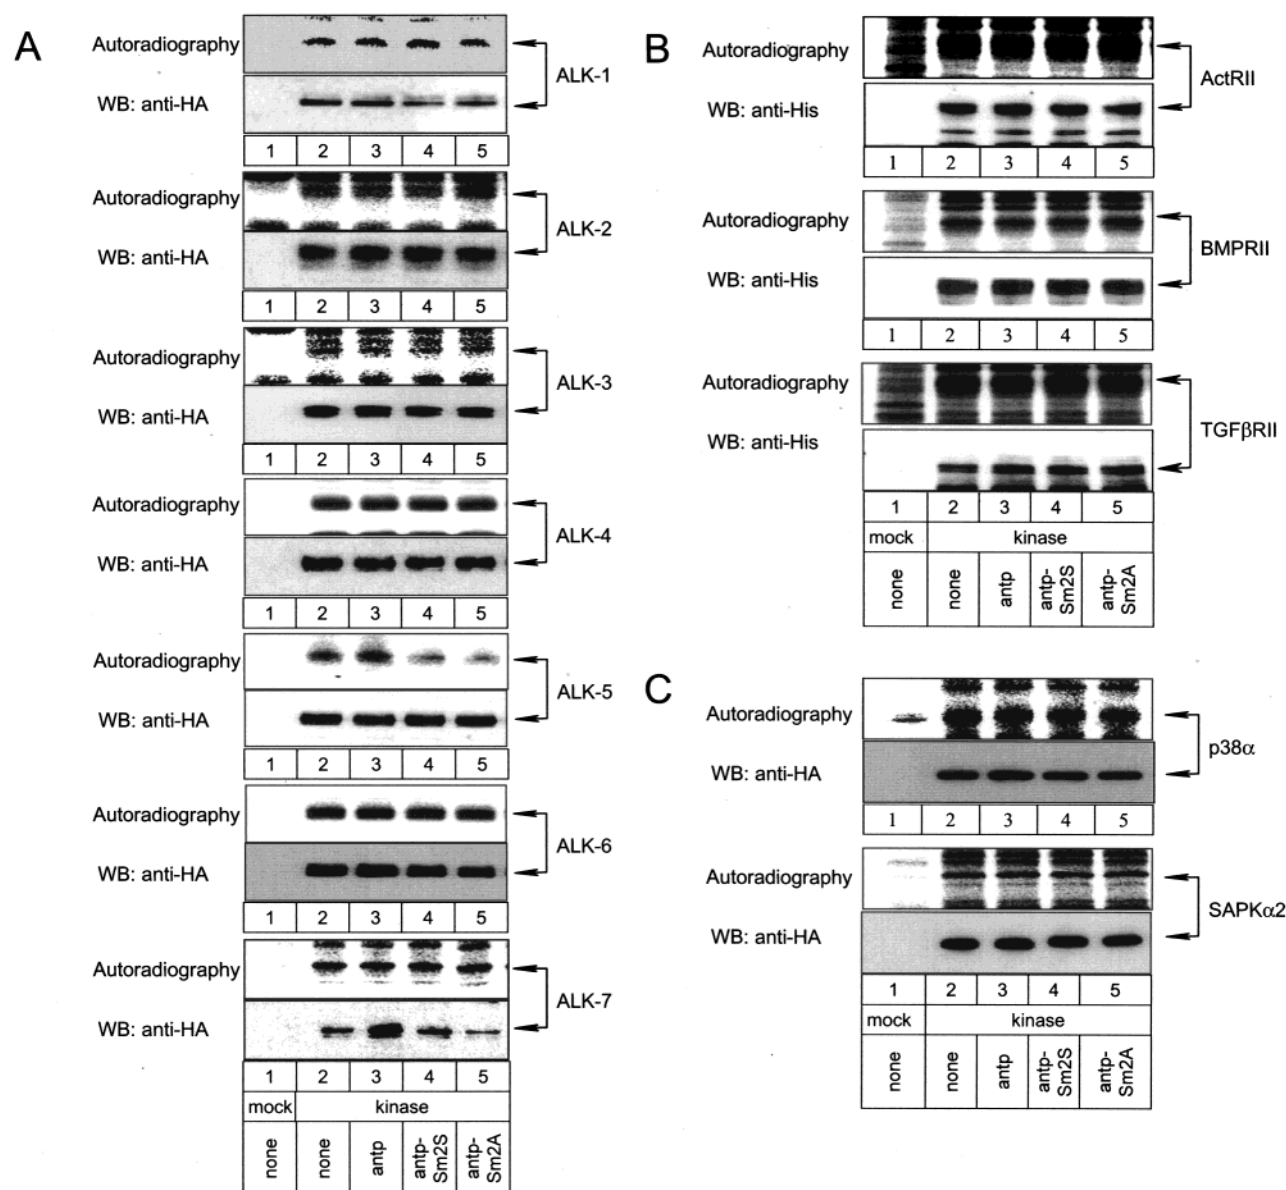 A
Autoradiography
WB: anti-HA
ALK-1
1 2 3 4 5
Autoradiography
WB: anti-HA
ALK-2
1 2 3 4 5
Autoradiography
WB: anti-HA
ALK-3
1 2 3 4 5
Autoradiography
WB: anti-HA
ALK-4
1 2 3 4 5
Autoradiography
WB: anti-HA
ALK-5
1 2 3 4 5
Autoradiography
WB: anti-HA
ALK-6
1 2 3 4 5
Autoradiography
WB: anti-HA
ALK-7
1 2 3 4 5
mock kinase
none none antp antp-Sm2S antp-Sm2A
B
Autoradiography
WB: anti-His
ActRII
1 2 3 4 5
Autoradiography
WB: anti-His
BMPRII
1 2 3 4 5
Autoradiography
WB: anti-His
TGFβRII
1 2 3 4 5
mock kinase
none none antp antp-Sm2S antp-Sm2A
C
Autoradiography
WB: anti-HA
p38α
1 2 3 4 5
Autoradiography
WB: anti-HA
SAPKα2
1 2 3 4 5
mock kinase
none none antp antp-Sm2S antp-Sm2A